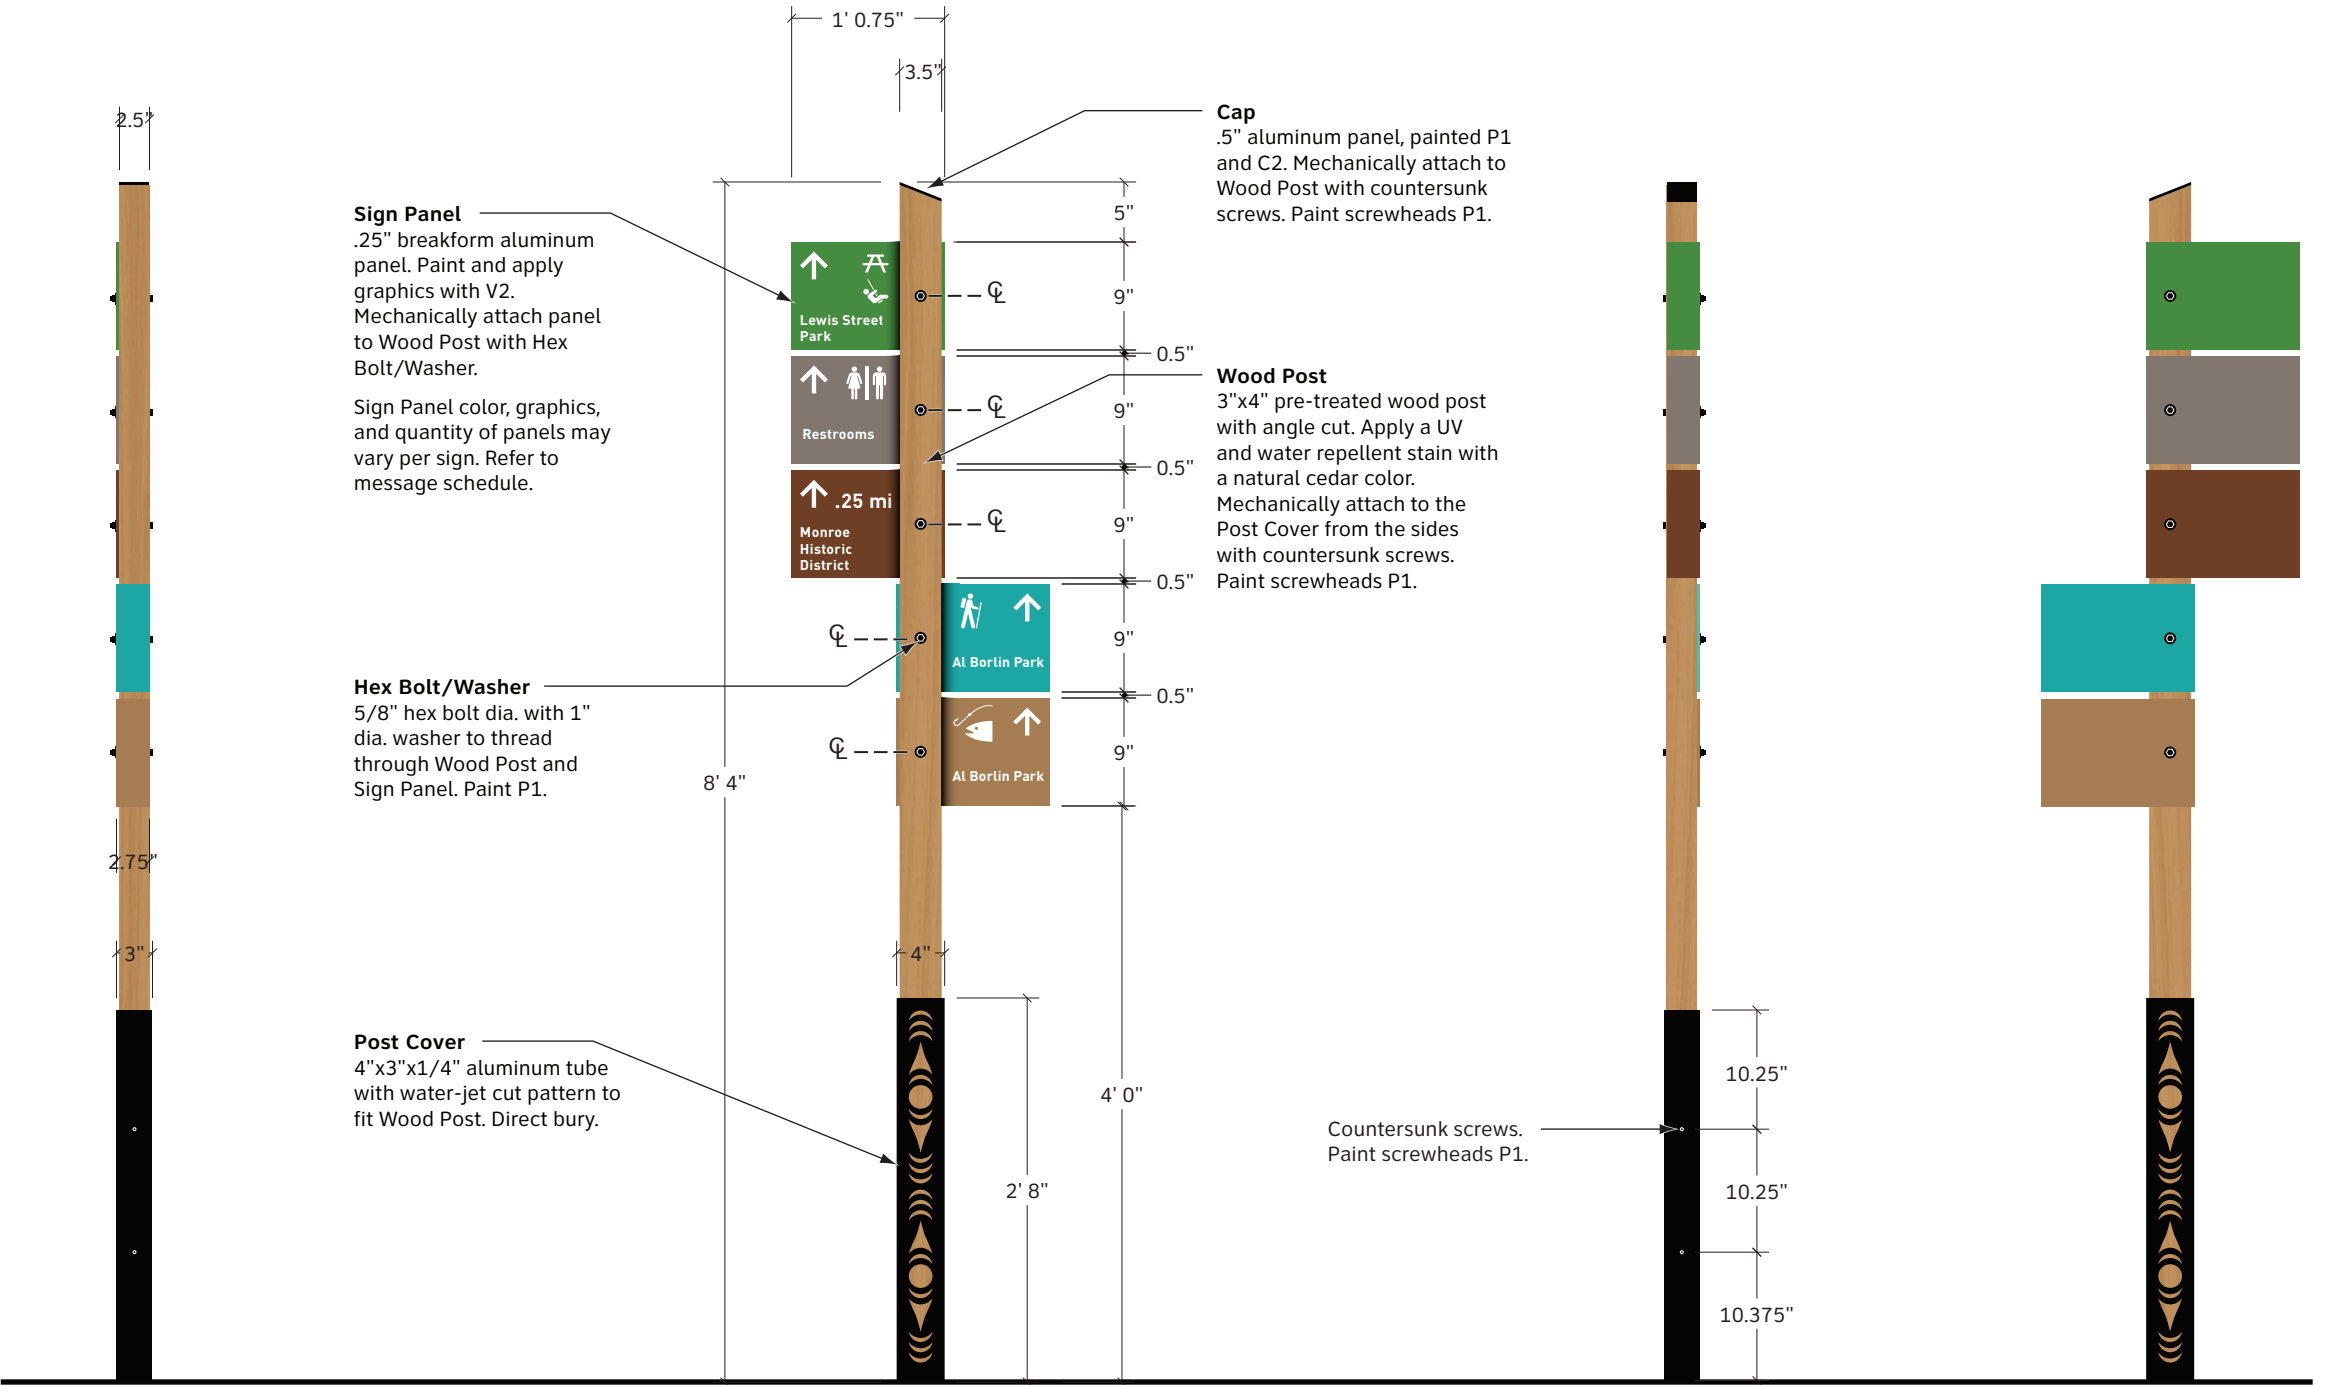 1' 0.75"
3.5"
2.5"
Cap
.5" aluminum panel, painted P1
and C2. Mechanically attach to
Wood Post with countersunk
screws. Paint screwheads P1.
Sign Panel
.25" breakform aluminum
panel. Paint and apply
graphics with V2.
Mechanically attach panel
to Wood Post with Hex
Bolt/Washer.
Sign Panel color, graphics,
and quantity of panels may
vary per sign. Refer to
message schedule.
5"
9"
0.5"
9"
0.5"
9"
0.5"
9"
0.5"
9"
Lewis Street
Park
CL
Restrooms
CL
.25 mi
Monroe
Historic
District
CL
Al Borlin Park
CL
Al Borlin Park
CL
Wood Post
3"x4" pre-treated wood post
with angle cut. Apply a UV
and water repellent stain with
a natural cedar color.
Mechanically attach to the
Post Cover from the sides
with countersunk screws.
Paint screwheads P1.
Hex Bolt/Washer
5/8" hex bolt dia. with 1"
dia. washer to thread
through Wood Post and
Sign Panel. Paint P1.
8' 4"
2.75"
3"
4"
Post Cover
4"x3"x1/4" aluminum tube
with water-jet cut pattern to
fit Wood Post. Direct bury.
4' 0"
2' 8"
Countersunk screws.
Paint screwheads P1.
10.25"
10.25"
10.375"